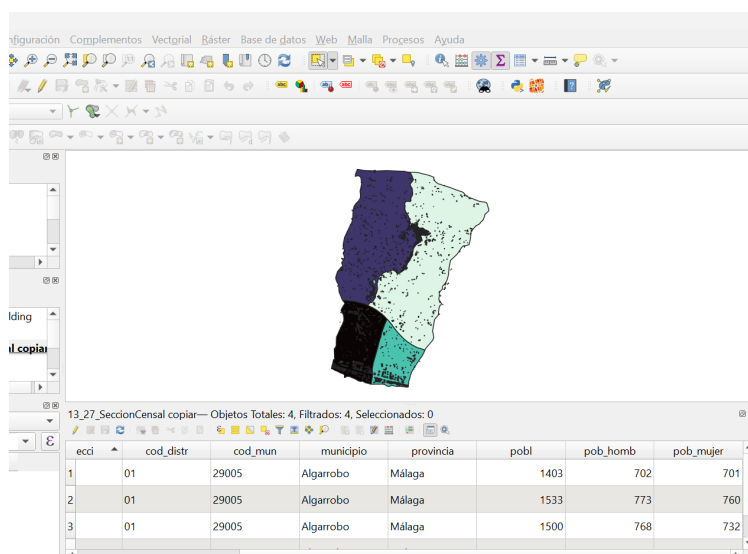 nfiguración Complementos Vectorial Ráster Base de datos Web Malla Procesos Ayuda
abc abc
lding
al copiar
13_27_SeccionCensal copiar— Objetos Totales: 4, Filtrados: 4, Seleccionados: 0
ecci cod_distr cod_mun municipio provincia pobl pob_homb pob_mujer
1 01 29005 Algarrobo Málaga 1403 702 701
2 01 29005 Algarrobo Málaga 1533 773 760
3 01 29005 Algarrobo Málaga 1500 768 732